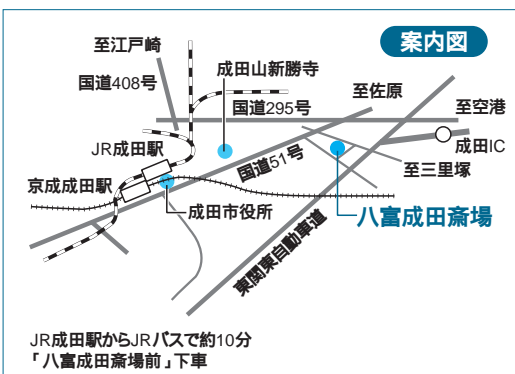 案内図
至江戸崎
国道408号
成田山新勝寺
国道295号
至佐原
至空港
成田IC
JR成田駅
国道51号
至三里塚
京成成田駅
成田市役所
八富成田斎場
東関東自動車道
JR成田駅からJRバスで約10分
「八富成田斎場前」下車